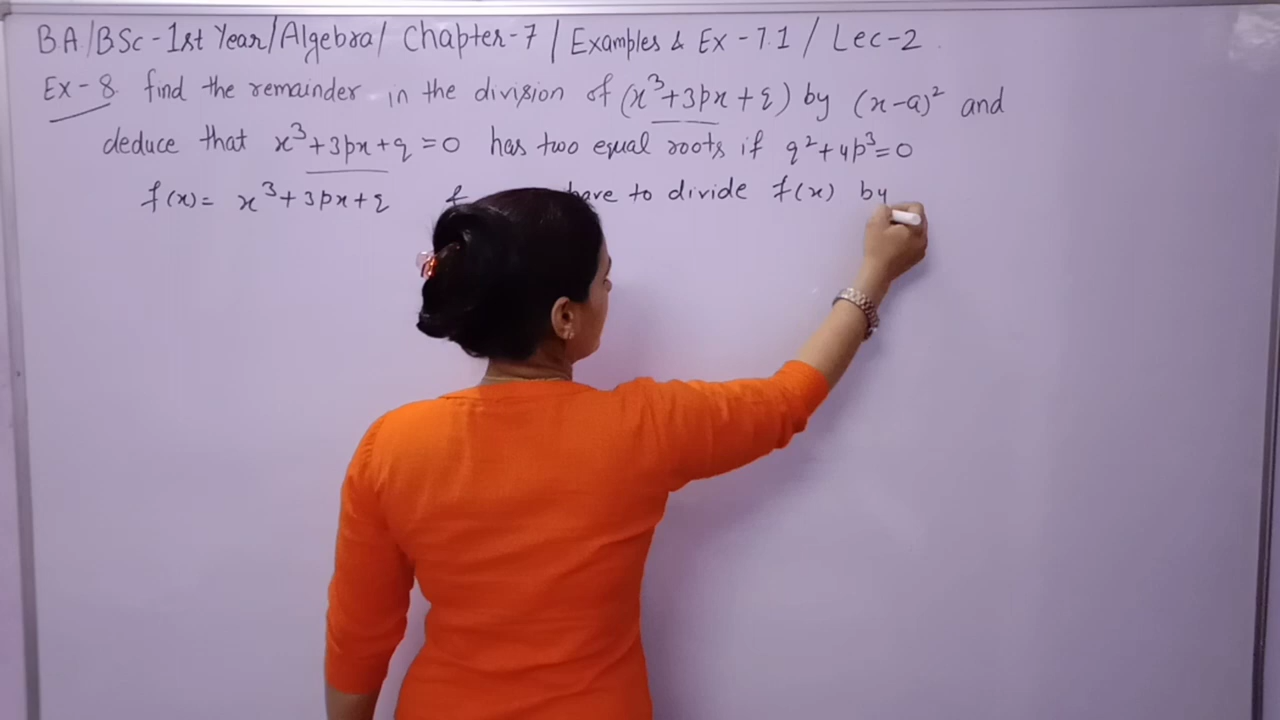 BA/BSc-1st Year/Algebra/ Chapter-7 / Examples & Ex-7.1 / Lec-2
Ex-8 find the remainder in the division of (x³+3px+q) by (x-a)² and
deduce that x³+3px+q=0 has two equal roots if q²+4p³=0
f(x)= x³+3px+q have to divide f(x) by